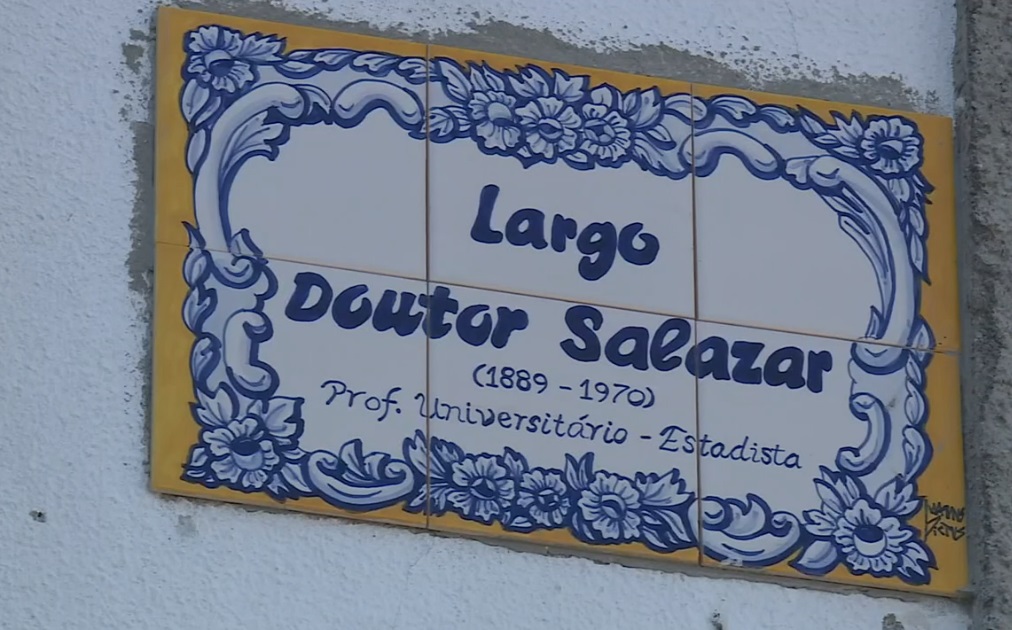 Largo
Doutor Salazar
(1889 - 1970)
Prof. Universitário - Estadista